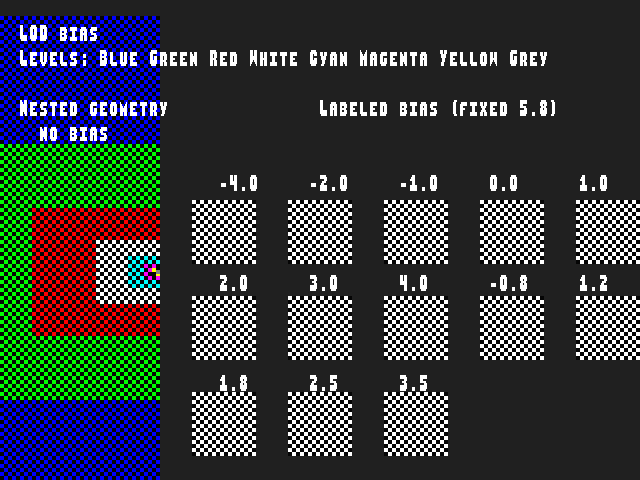 LOD bias
Levels: Blue Green Red White Cyan Magenta Yellow Grey
Nested geometry
Labeled bias (fixed 5.8)
no bias
-4.0 -2.0 -1.0 0.0 1.0
2.0 3.0 4.0 -0.8 1.2
1.8 2.5 3.5